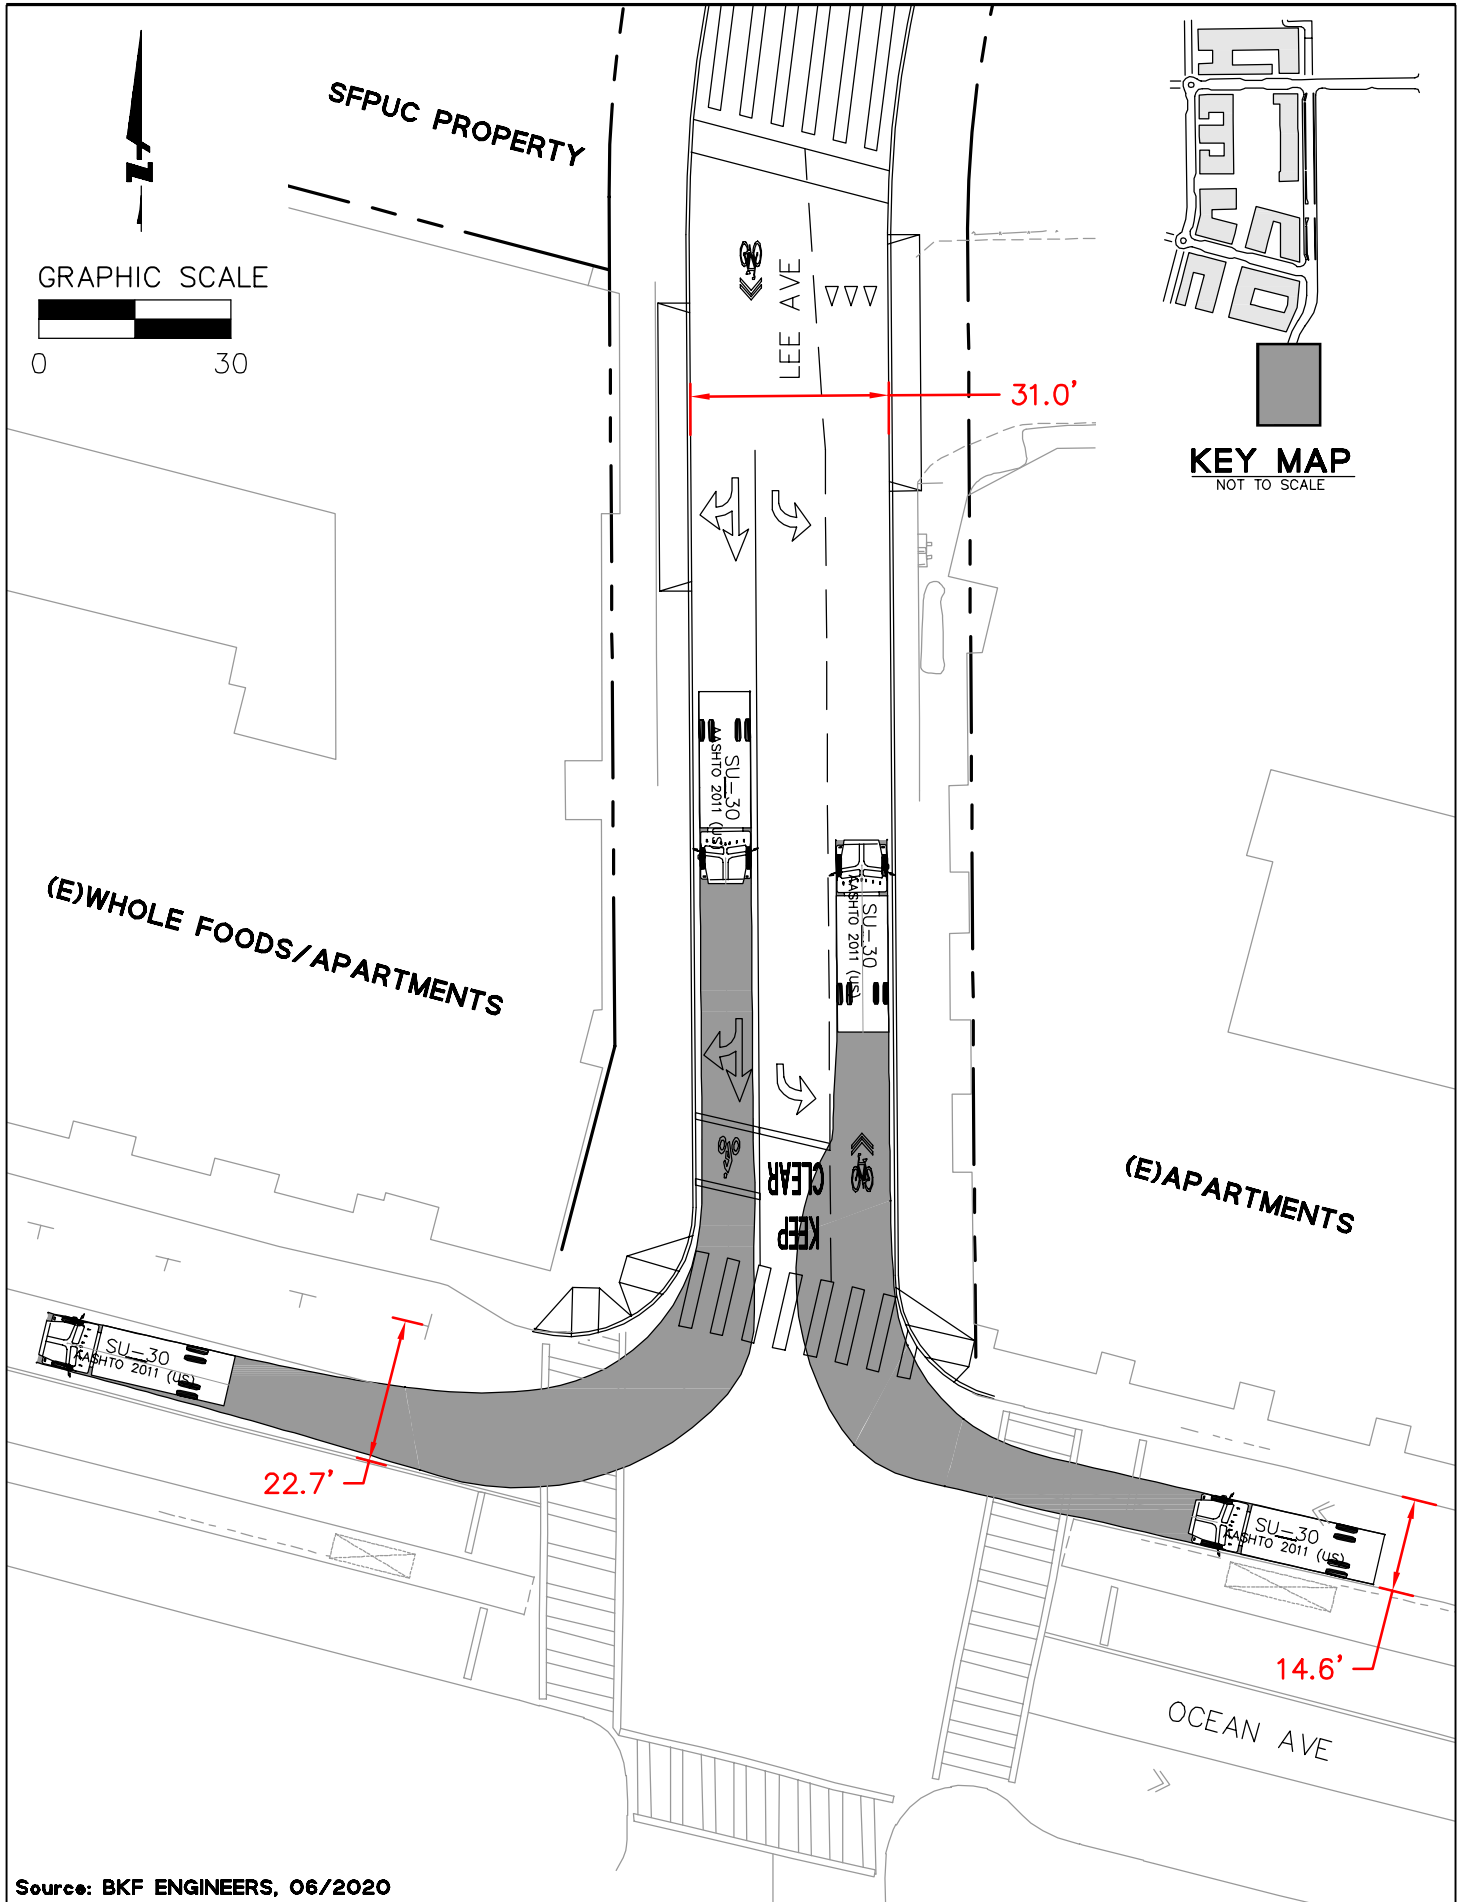 SFPUC PROPERTY
N
GRAPHIC SCALE
0 30
LEE AVE
31.0'
KEY MAP
NOT TO SCALE
SU-30
AASHTO 2011 (US)
SU-30
AASHTO 2011 (US)
(E)WHOLE FOODS/APARTMENTS
(E)APARTMENTS
CLEAR
KEEP
SU-30
AASHTO 2011 (US)
22.7'
SU-30
AASHTO 2011 (US)
14.6'
OCEAN AVE
Source: BKF ENGINEERS, 06/2020